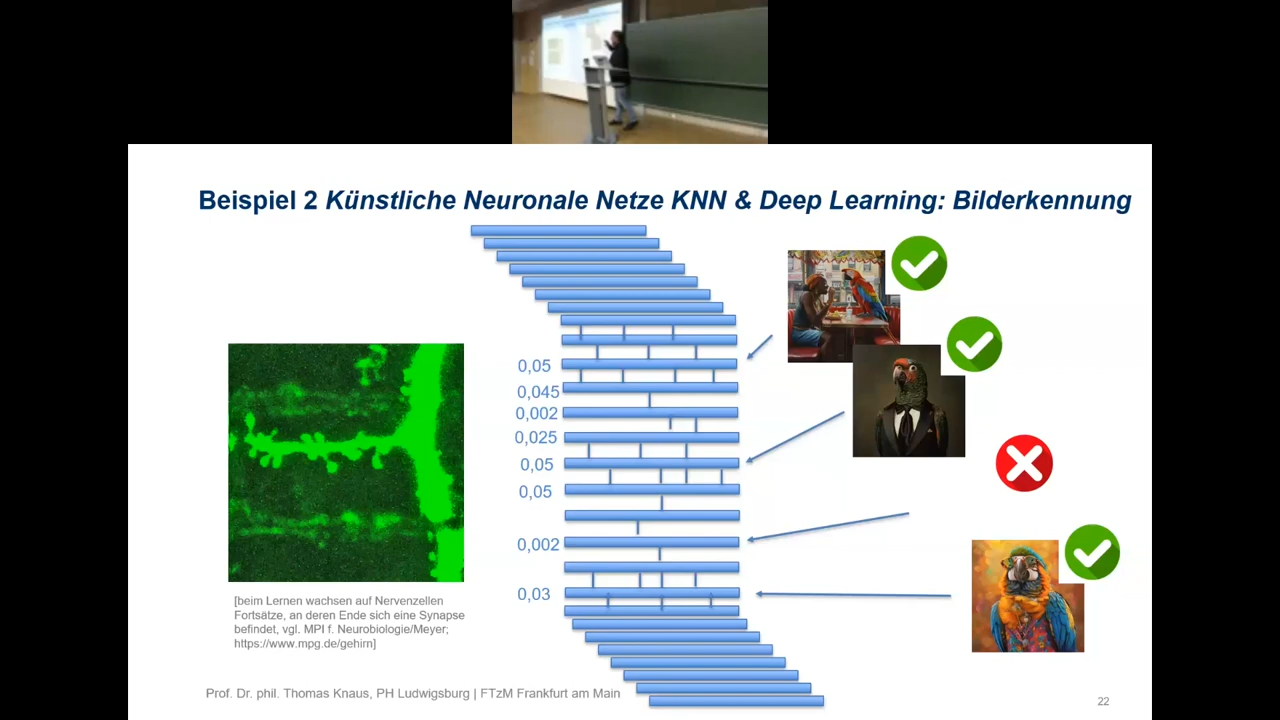 Beispiel 2 Künstliche Neuronale Netze KNN & Deep Learning: Bilderkennung
0,05
0,045
0,002
0,025
0,05
0,05
0,002
0,03
[beim Lernen wachsen auf Nervenzellen
Fortsätze, an deren Ende sich eine Synapse
befindet, vgl. MPI f. Neurobiologie/Meyer;
https://www.mpg.de/gehirn]
Prof. Dr. phil. Thomas Knaus, PH Ludwigsburg | FTzM Frankfurt am Main
22